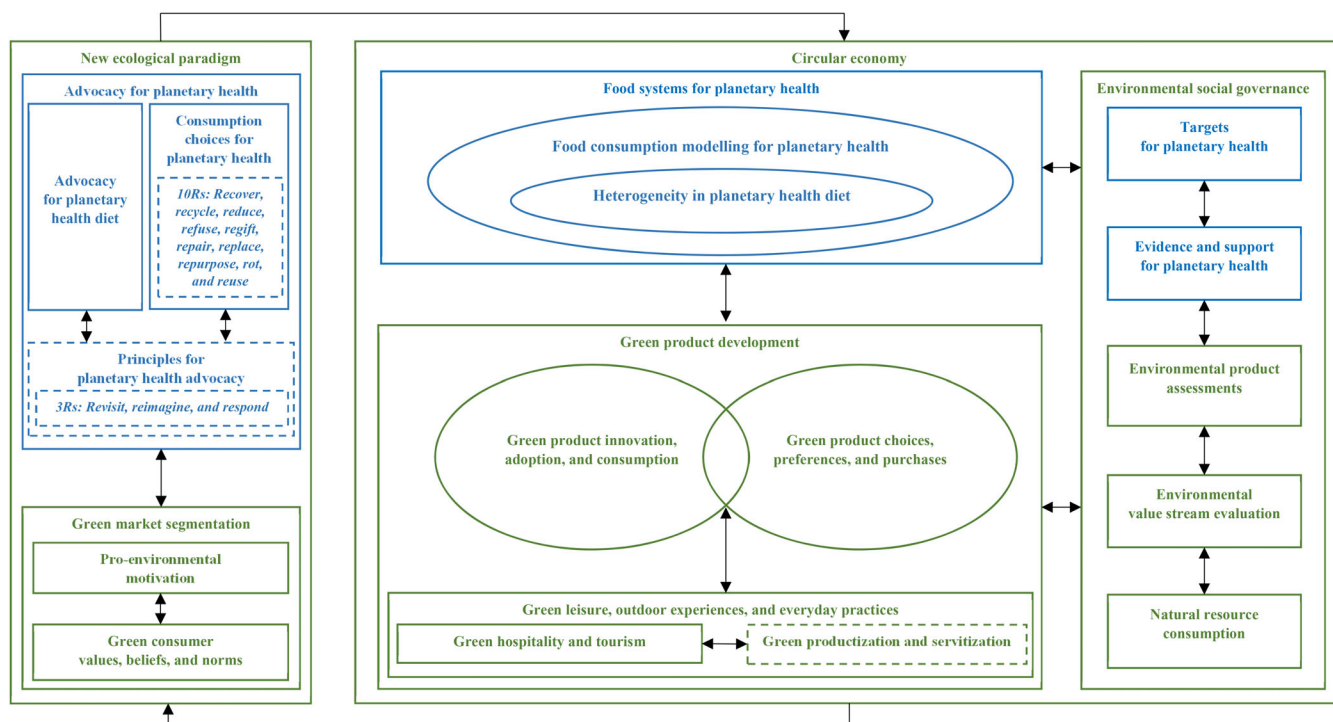 New ecological paradigm
Advocacy for planetary health
Advocacy
for planetary
health diet
Consumption
choices for
planetary health
10Rs: Recover,
recycle, reduce,
refuse, regift,
repair, replace,
repurpose, rot,
and reuse
Principles for
planetary health advocacy
3Rs: Revisit, reimagine, and respond
Green market segmentation
Pro-environmental
motivation
Green consumer
values, beliefs, and norms
Circular economy
Food systems for planetary health
Food consumption modelling for planetary health
Heterogeneity in planetary health diet
Green product development
Green product innovation,
adoption, and consumption
Green product choices,
preferences, and purchases
Green leisure, outdoor experiences, and everyday practices
Green hospitality and tourism
Green productization and servitization
Environmental social governance
Targets
for planetary health
Evidence and support
for planetary health
Environmental product
assessments
Environmental
value stream evaluation
Natural resource
consumption